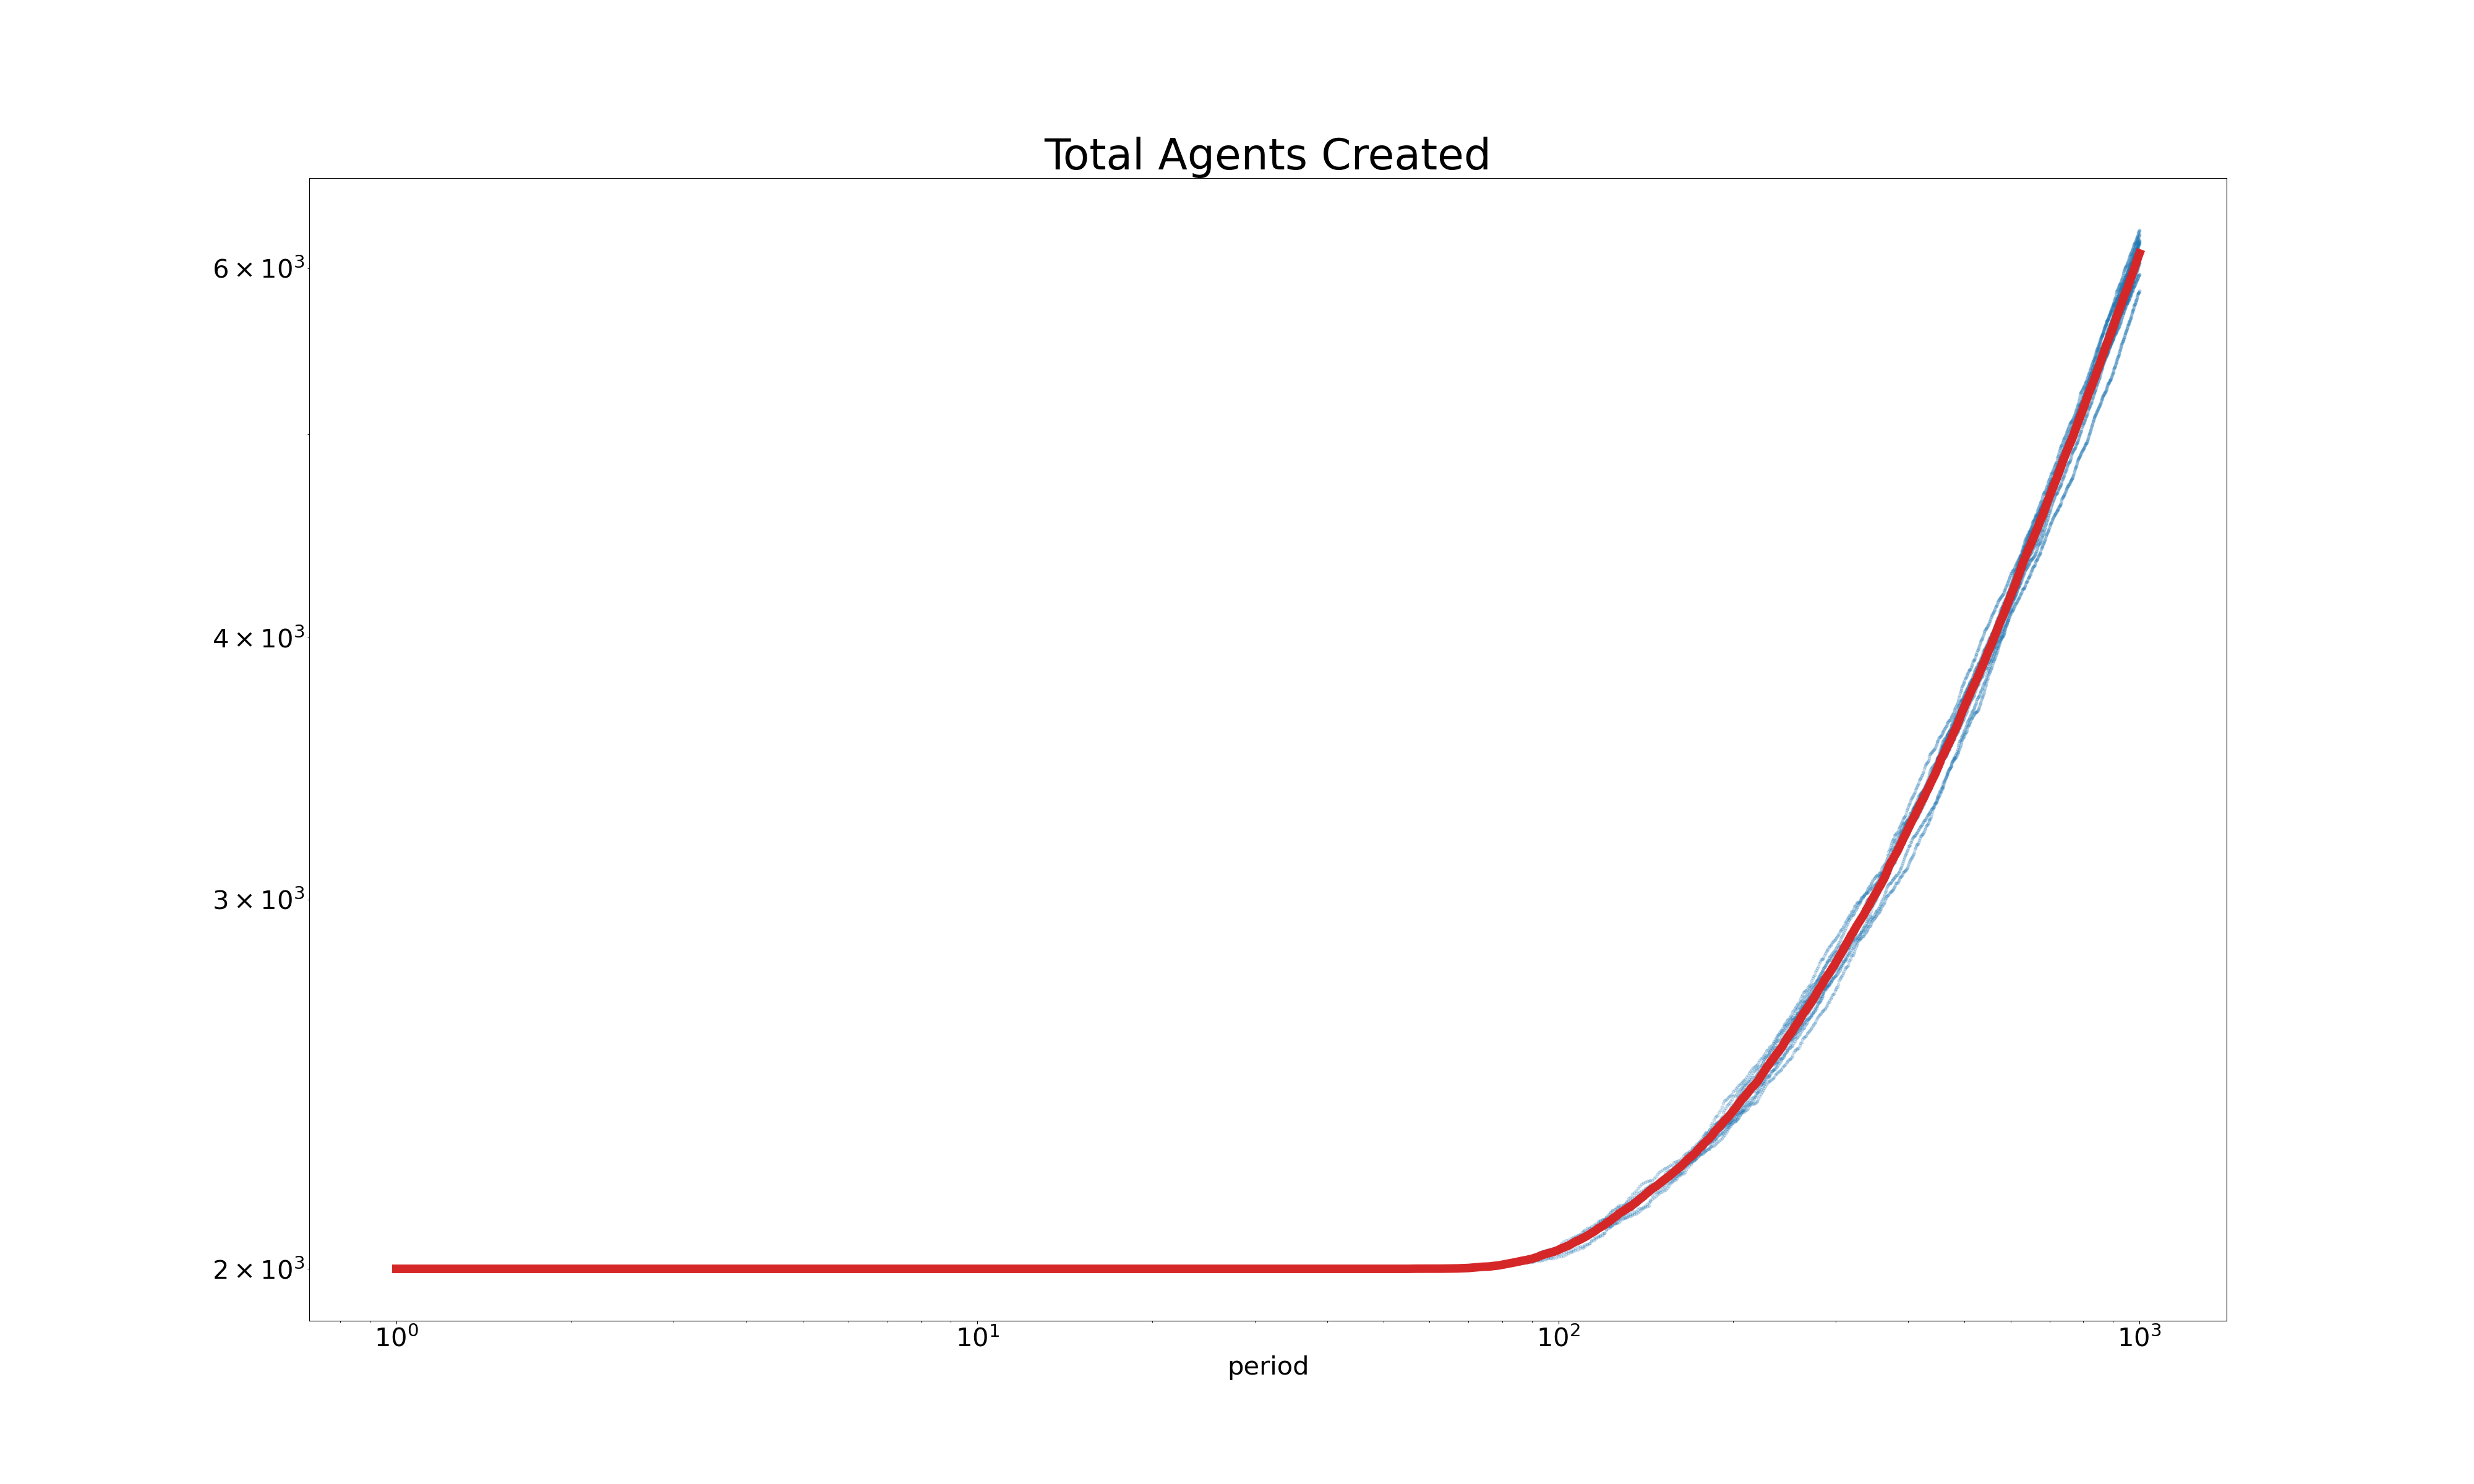 Total Agents Created
6 × 10³
4 × 10³
3 × 10³
2 × 10³
10⁰ 10¹ 10² 10³
period